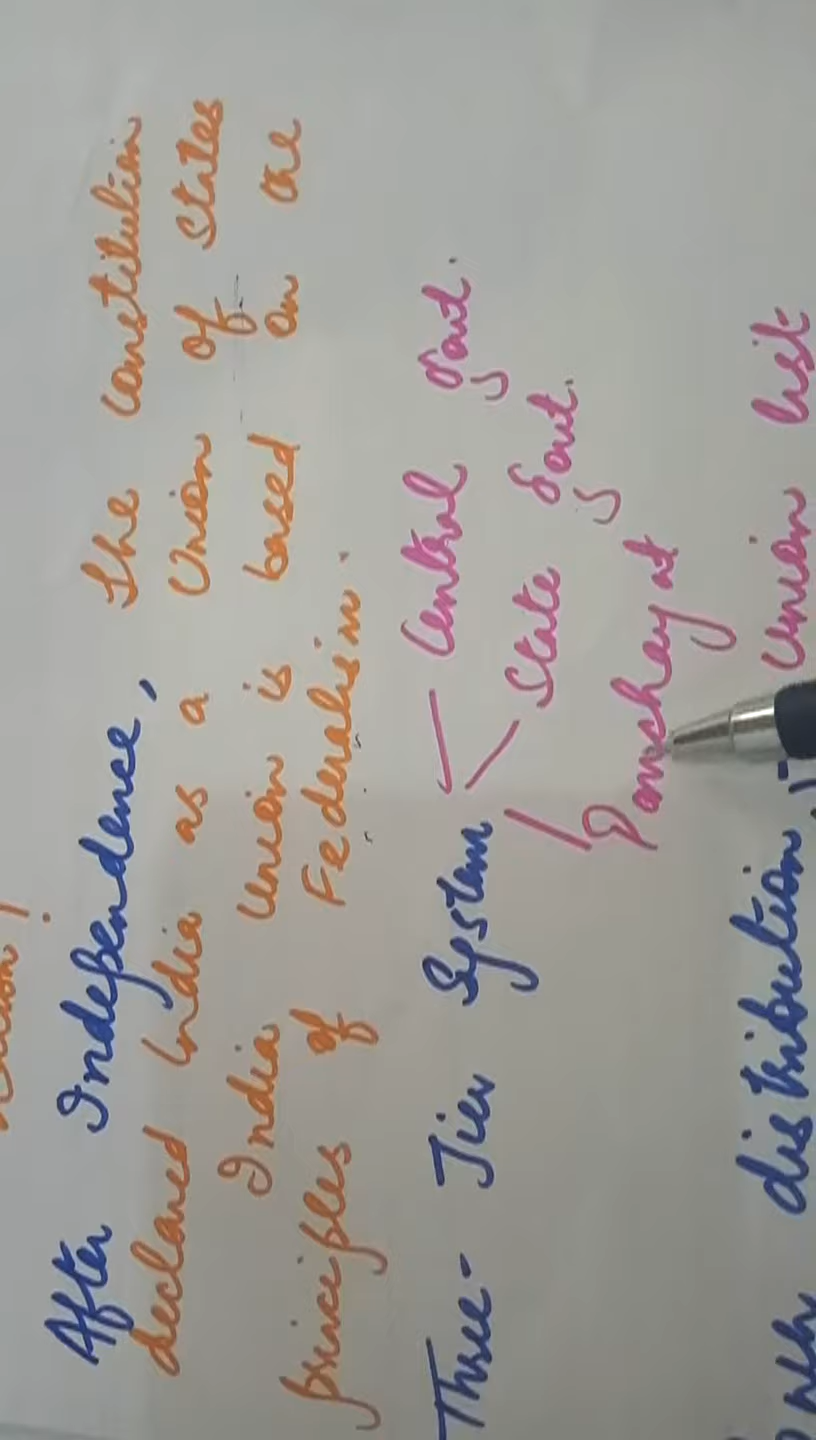 After Independence, The constitution
declared India as a Union of States
India Union is based on the
principles of Federalism.
Three-Tier System Central Govt.
State Govt.
Panchayat
distribution Union list